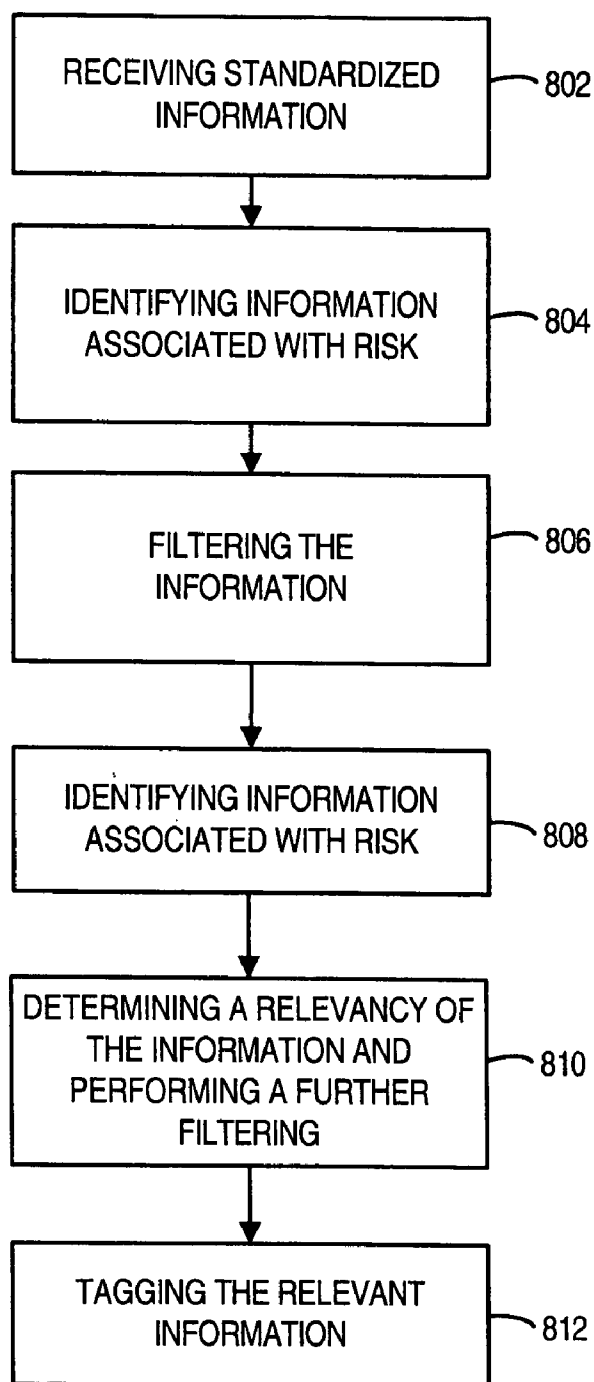 RECEIVING STANDARDIZED
INFORMATION
802
IDENTIFYING INFORMATION
ASSOCIATED WITH RISK
804
FILTERING THE
INFORMATION
806
IDENTIFYING INFORMATION
ASSOCIATED WITH RISK
808
DETERMINING A RELEVANCY OF
THE INFORMATION AND
PERFORMING A FURTHER
FILTERING
810
TAGGING THE RELEVANT
INFORMATION
812